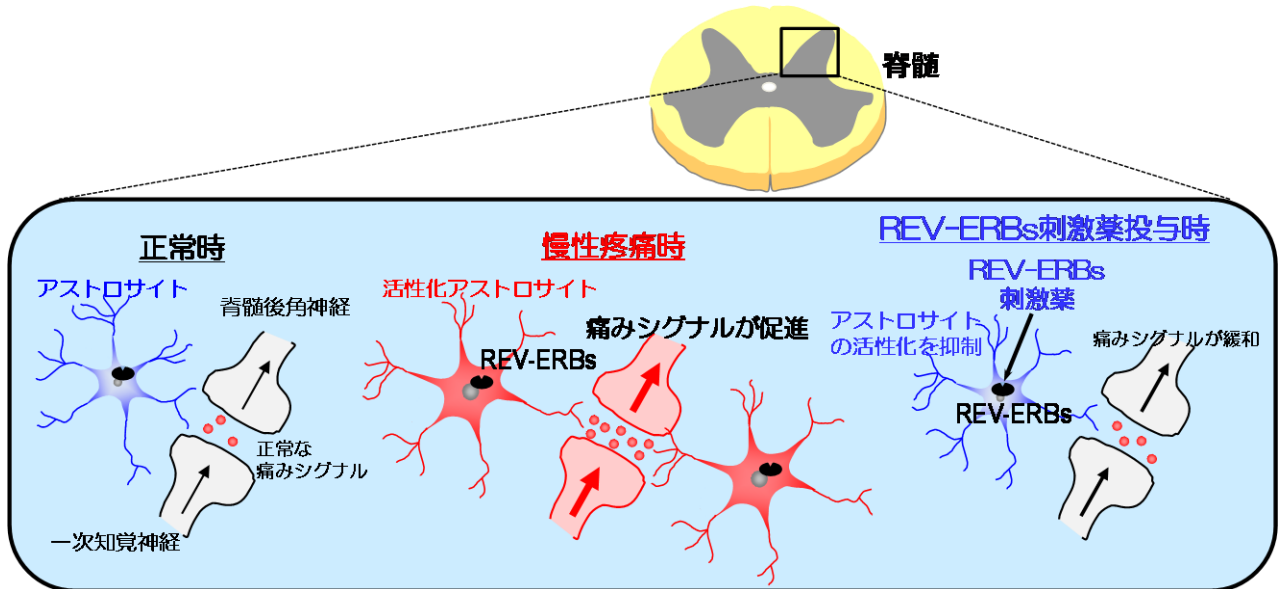 脊髄
正常時
アストロサイト
脊髄後角神経
正常な
痛みシグナル
一次知覚神経
慢性疼痛時
活性化アストロサイト
痛みシグナルが促進
REV-ERBs
REV-ERBs刺激薬投与時
REV-ERBs
刺激薬
アストロサイト
の活性化を抑制
痛みシグナルが緩和
REV-ERBs